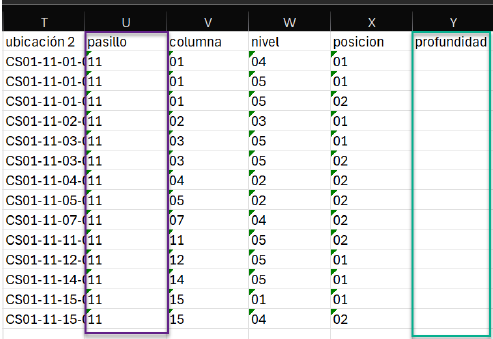 T U V W X Y
ubicación 2 pasillo columna nivel posicion profundidad
CS01-11-01-0 11 01 04 01
CS01-11-01-0 11 01 05 01
CS01-11-01-0 11 01 05 02
CS01-11-02-0 11 02 03 01
CS01-11-03-0 11 03 05 01
CS01-11-03-0 11 03 05 02
CS01-11-04-0 11 04 02 02
CS01-11-05-0 11 05 02 02
CS01-11-07-0 11 07 04 02
CS01-11-11-0 11 11 05 02
CS01-11-12-0 11 12 05 01
CS01-11-14-0 11 14 05 01
CS01-11-15-0 11 15 01 01
CS01-11-15-0 11 15 04 02